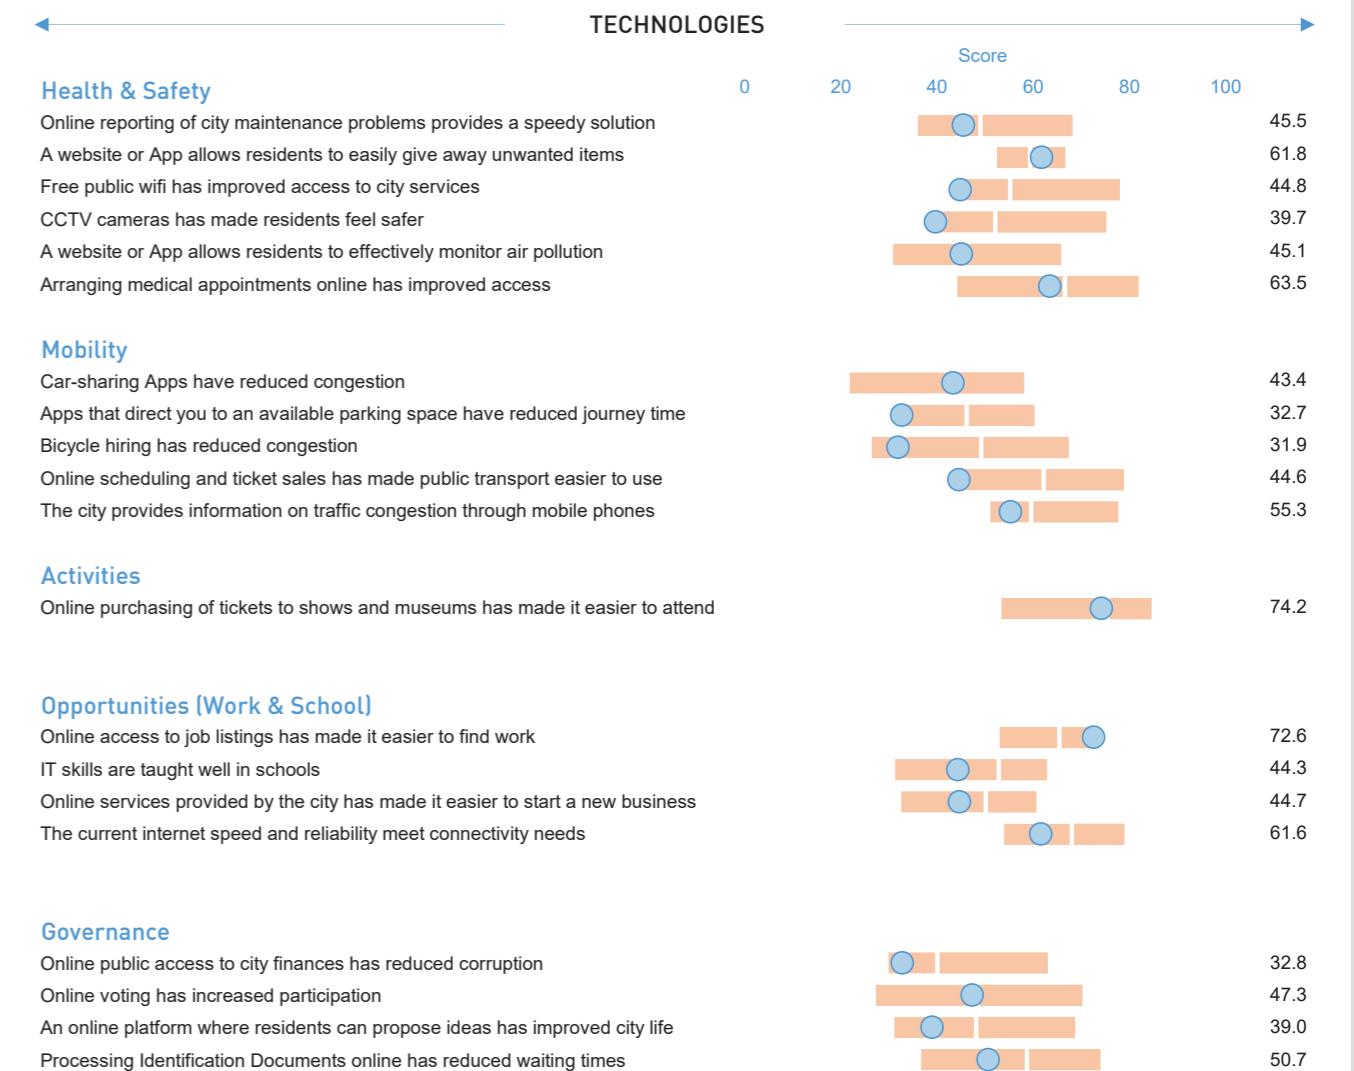 TECHNOLOGIES
Score
Health & Safety 0 20 40 60 80 100
Online reporting of city maintenance problems provides a speedy solution 45.5
A website or App allows residents to easily give away unwanted items 61.8
Free public wifi has improved access to city services 44.8
CCTV cameras has made residents feel safer 39.7
A website or App allows residents to effectively monitor air pollution 45.1
Arranging medical appointments online has improved access 63.5
Mobility
Car-sharing Apps have reduced congestion 43.4
Apps that direct you to an available parking space have reduced journey time 32.7
Bicycle hiring has reduced congestion 31.9
Online scheduling and ticket sales has made public transport easier to use 44.6
The city provides information on traffic congestion through mobile phones 55.3
Activities
Online purchasing of tickets to shows and museums has made it easier to attend 74.2
Opportunities (Work & School)
Online access to job listings has made it easier to find work 72.6
IT skills are taught well in schools 44.3
Online services provided by the city has made it easier to start a new business 44.7
The current internet speed and reliability meet connectivity needs 61.6
Governance
Online public access to city finances has reduced corruption 32.8
Online voting has increased participation 47.3
An online platform where residents can propose ideas has improved city life 39.0
Processing Identification Documents online has reduced waiting times 50.7